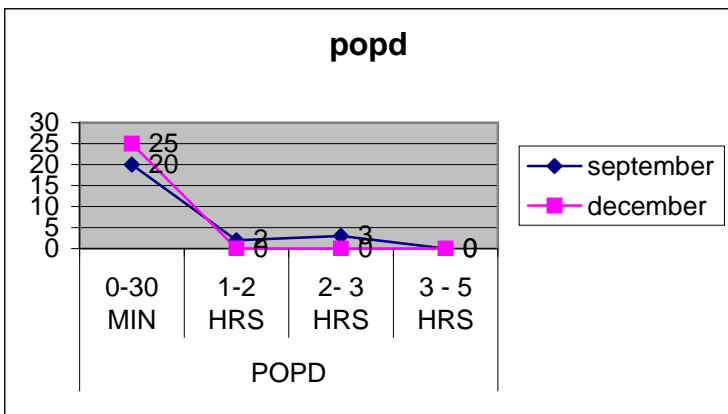 popd
30
25
20
15
10
5
0
25
20
2
0
3
0
0
0-30 MIN
1-2 HRS
2- 3 HRS
3 - 5 HRS
POPD
september
december